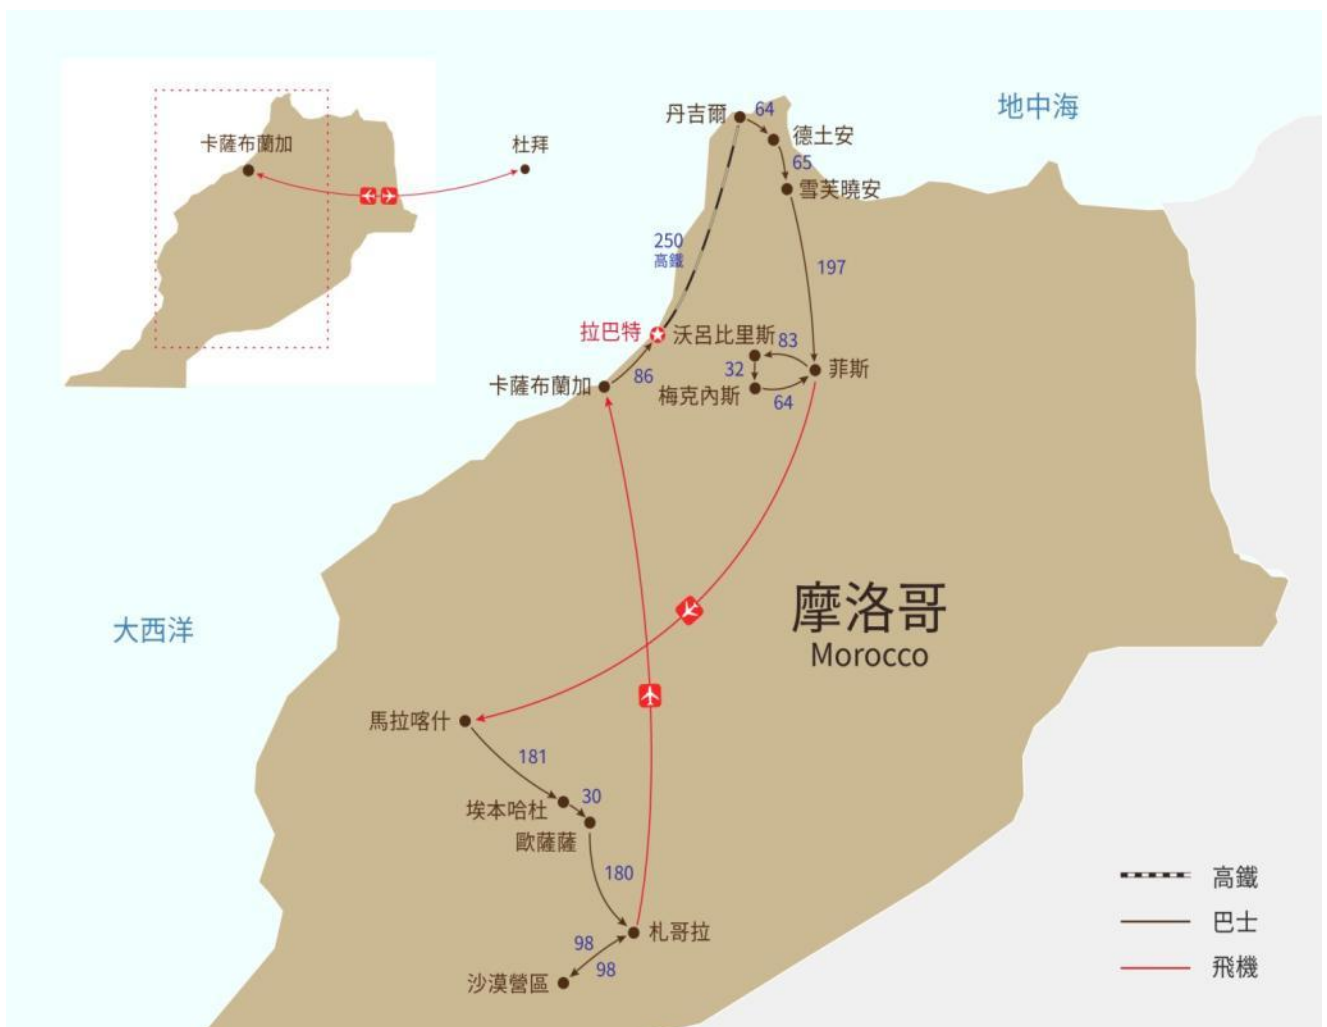 卡薩布蘭加
杜拜
地中海
丹吉爾
64
德土安
65
雪芙曉安
250
高鐵
197
拉巴特
沃呂比里斯
83
32
菲斯
86
卡薩布蘭加
梅克內斯
64
大西洋
摩洛哥
Morocco
馬拉喀什
181
埃本哈杜
30
歐薩薩
180
札哥拉
98
98
沙漠營區
高鐵
巴士
飛機